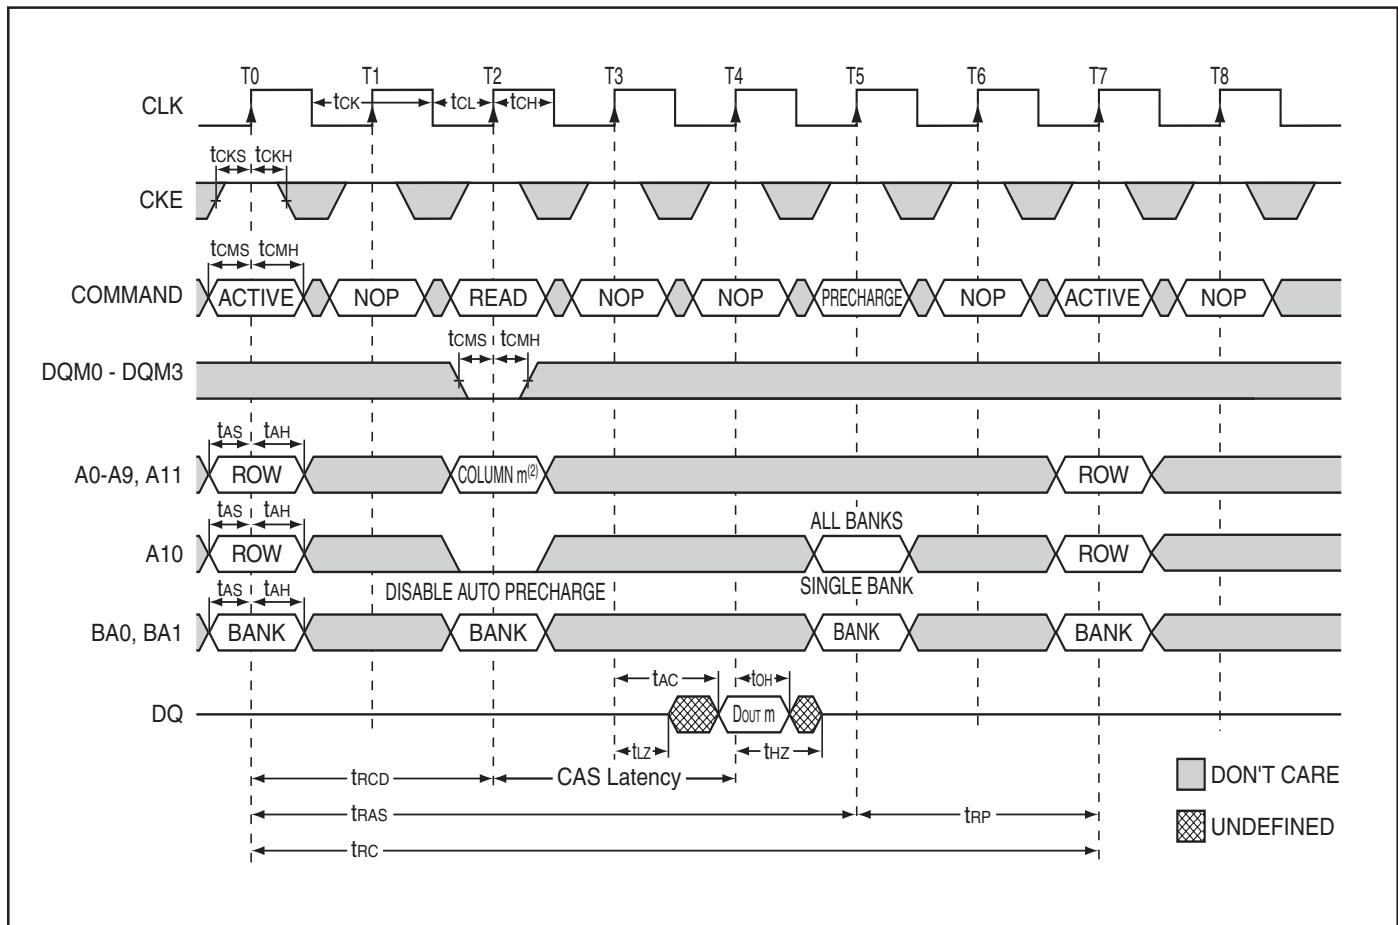 T0 T1 T2 T3 T4 T5 T6 T7 T8
CLK tCK tCL tCH
tCKS tCKH
CKE
tCMS tCMH
COMMAND ACTIVE NOP READ NOP NOP PRECHARGE NOP ACTIVE NOP
tCMS tCMH
DQM0 - DQM3
tAS tAH
A0-A9, A11 ROW COLUMN m(2) ROW
tAS tAH ALL BANKS
A10 ROW ROW
DISABLE AUTO PRECHARGE SINGLE BANK
tAS tAH
BA0, BA1 BANK BANK BANK BANK
tAC tOH
DQ DOUT m
tLZ tHZ
tRCD CAS Latency DON'T CARE
tRAS tRP
UNDEFINED
tRC